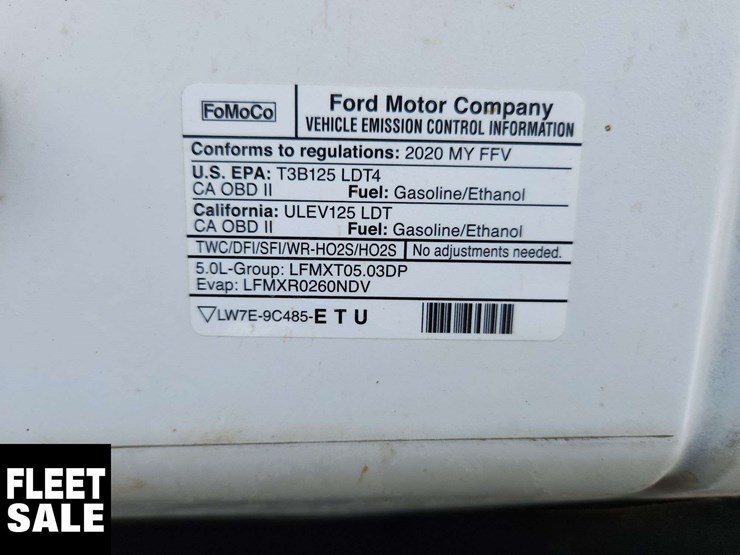 FoMoCo
Ford Motor Company
VEHICLE EMISSION CONTROL INFORMATION
Conforms to regulations: 2020 MY FFV
U.S. EPA: T3B125 LDT4
CA OBD II Fuel: Gasoline/Ethanol
California: ULEV125 LDT
CA OBD II Fuel: Gasoline/Ethanol
TWC/DFI/SFI/WR-HO2S/HO2S No adjustments needed.
5.0L-Group: LFMXT05.03DP
Evap: LFMXR0260NDV
LW7E-9C485-E T U
FLEET
SALE